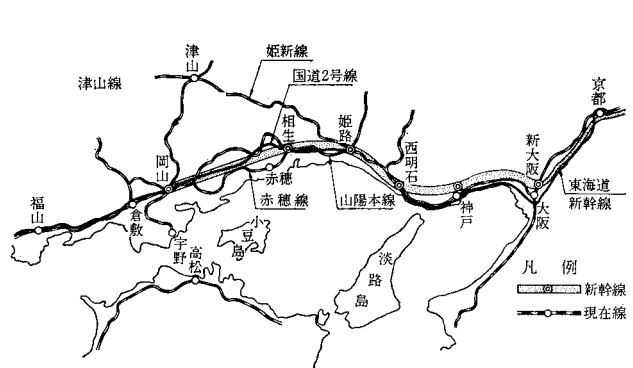 京都
津山
姫新線
津山線
国道2号線
相生
姫路
西明石
新大阪
岡山
赤穂
東海道
新幹線
福山
倉敷
赤穂線
山陽本線
神戸
大阪
宇野
小豆島
高松
淡路島
凡例
新幹線
現在線